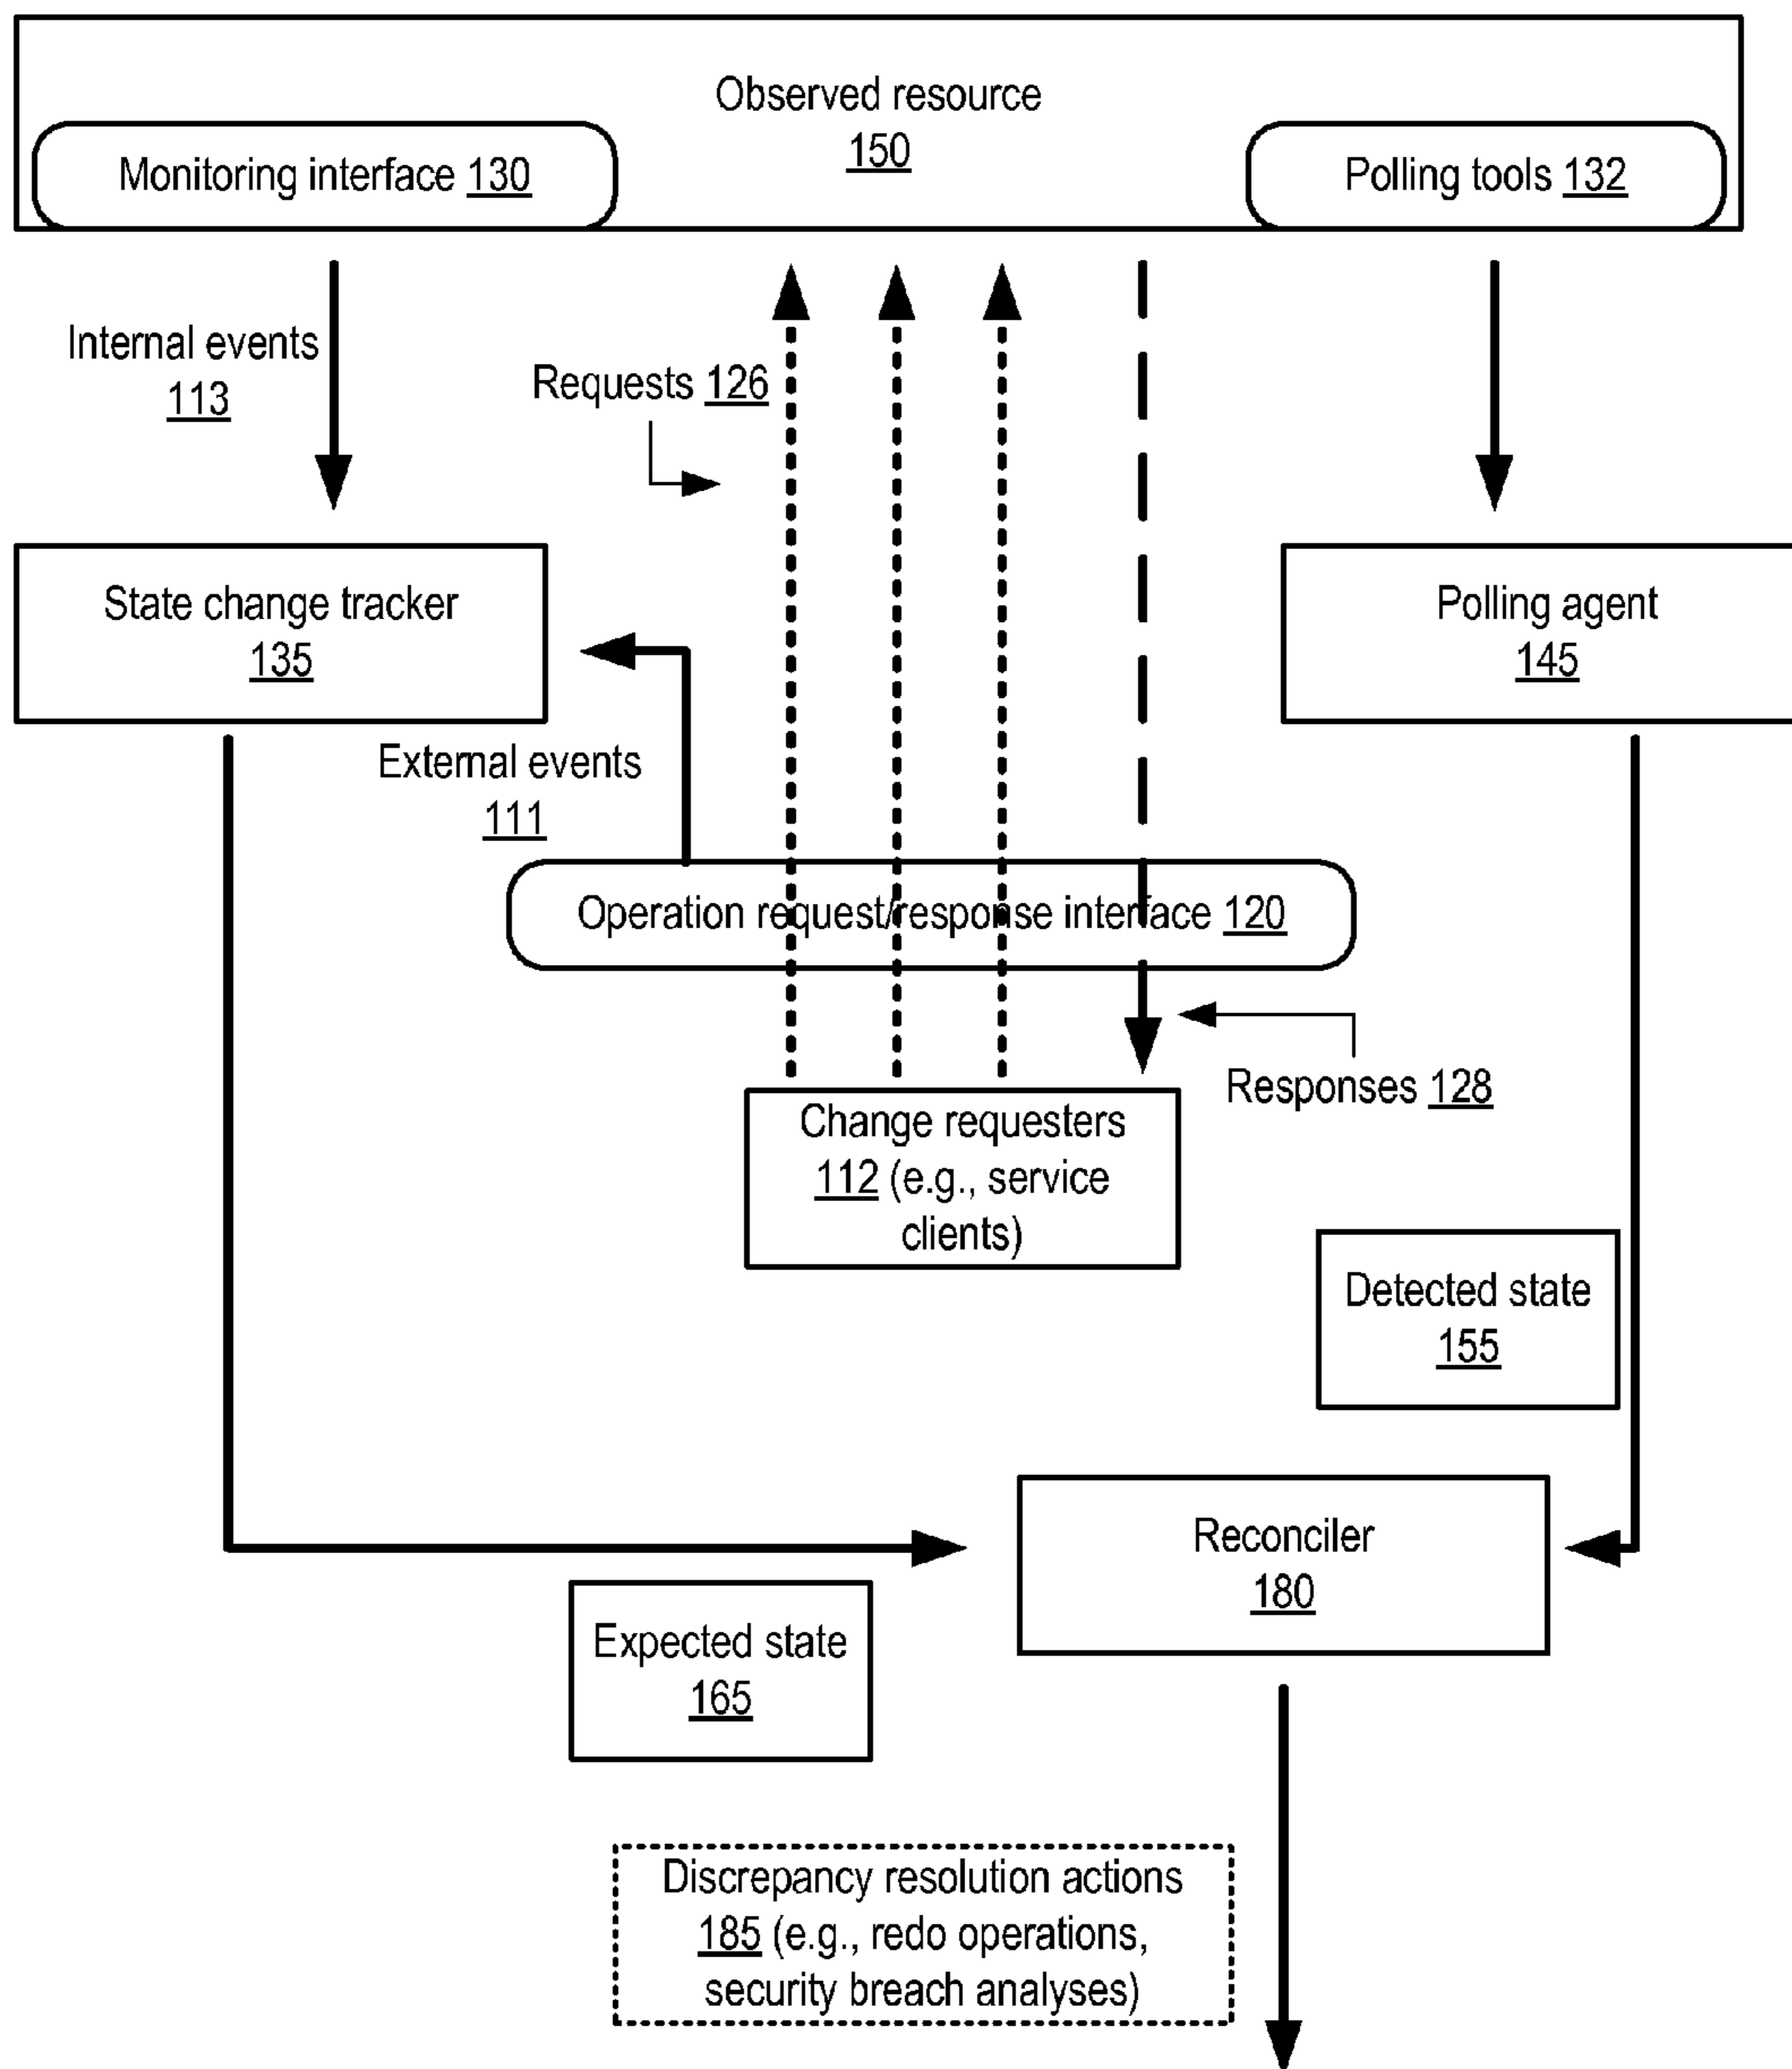 Observed resource
150
Monitoring interface 130
Polling tools 132
Internal events
113
Requests 126
State change tracker
135
Polling agent
145
External events
111
Operation request/response interface 120
Responses 128
Change requesters
112 (e.g., service
clients)
Detected state
155
Reconciler
180
Expected state
165
Discrepancy resolution actions
185 (e.g., redo operations,
security breach analyses)